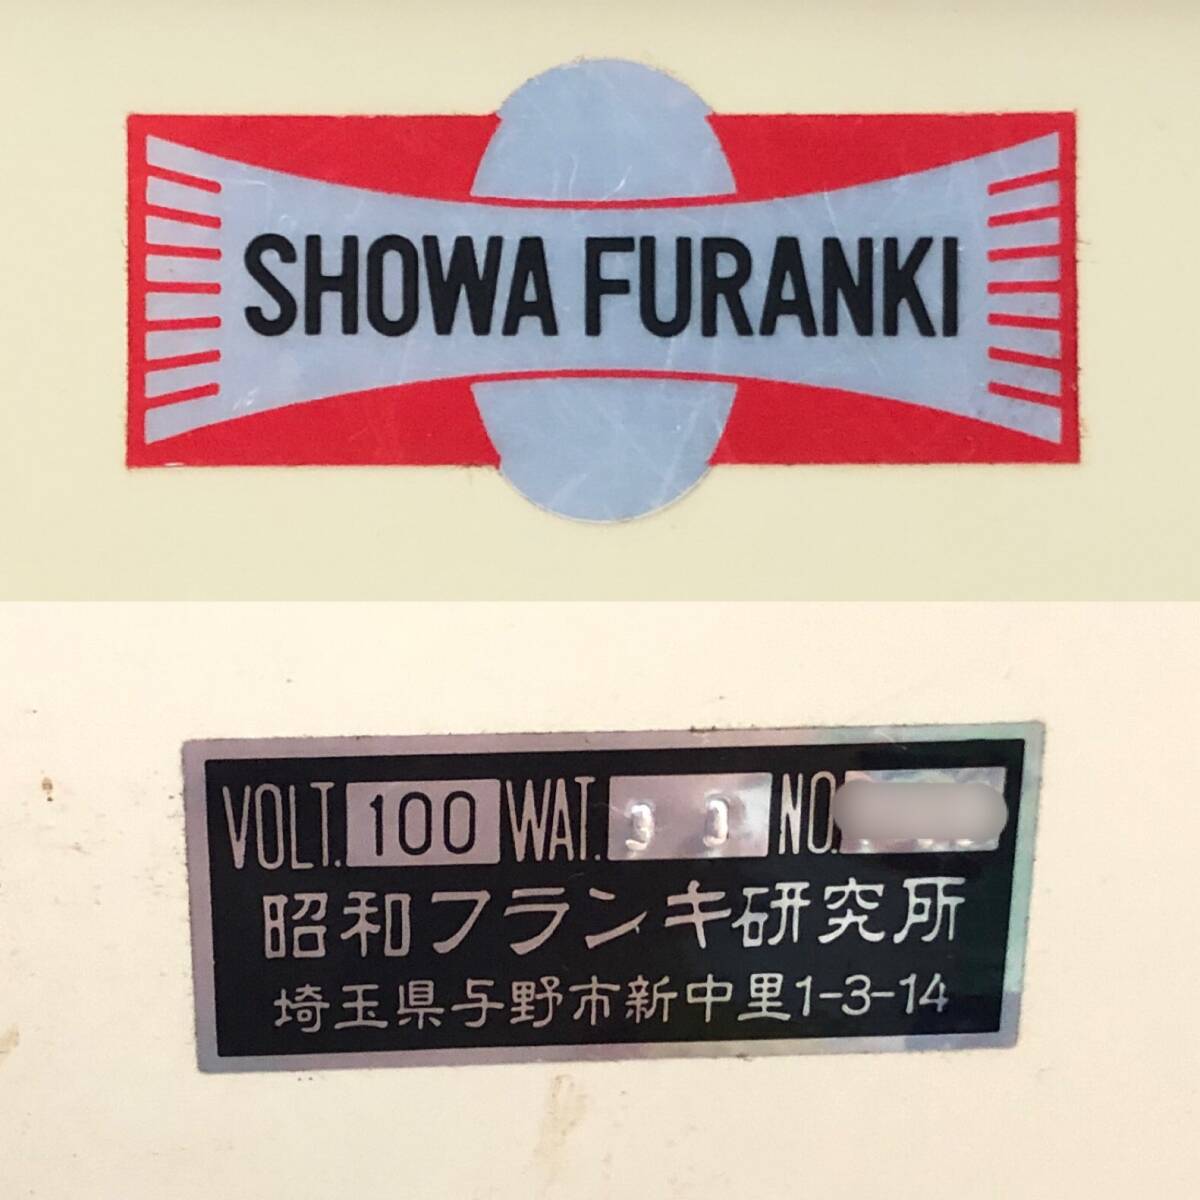 SHOWA FURANKI
VOLT. 100 WAT. NO.
昭和フランキ研究所
埼玉県与野市新中里1-3-14